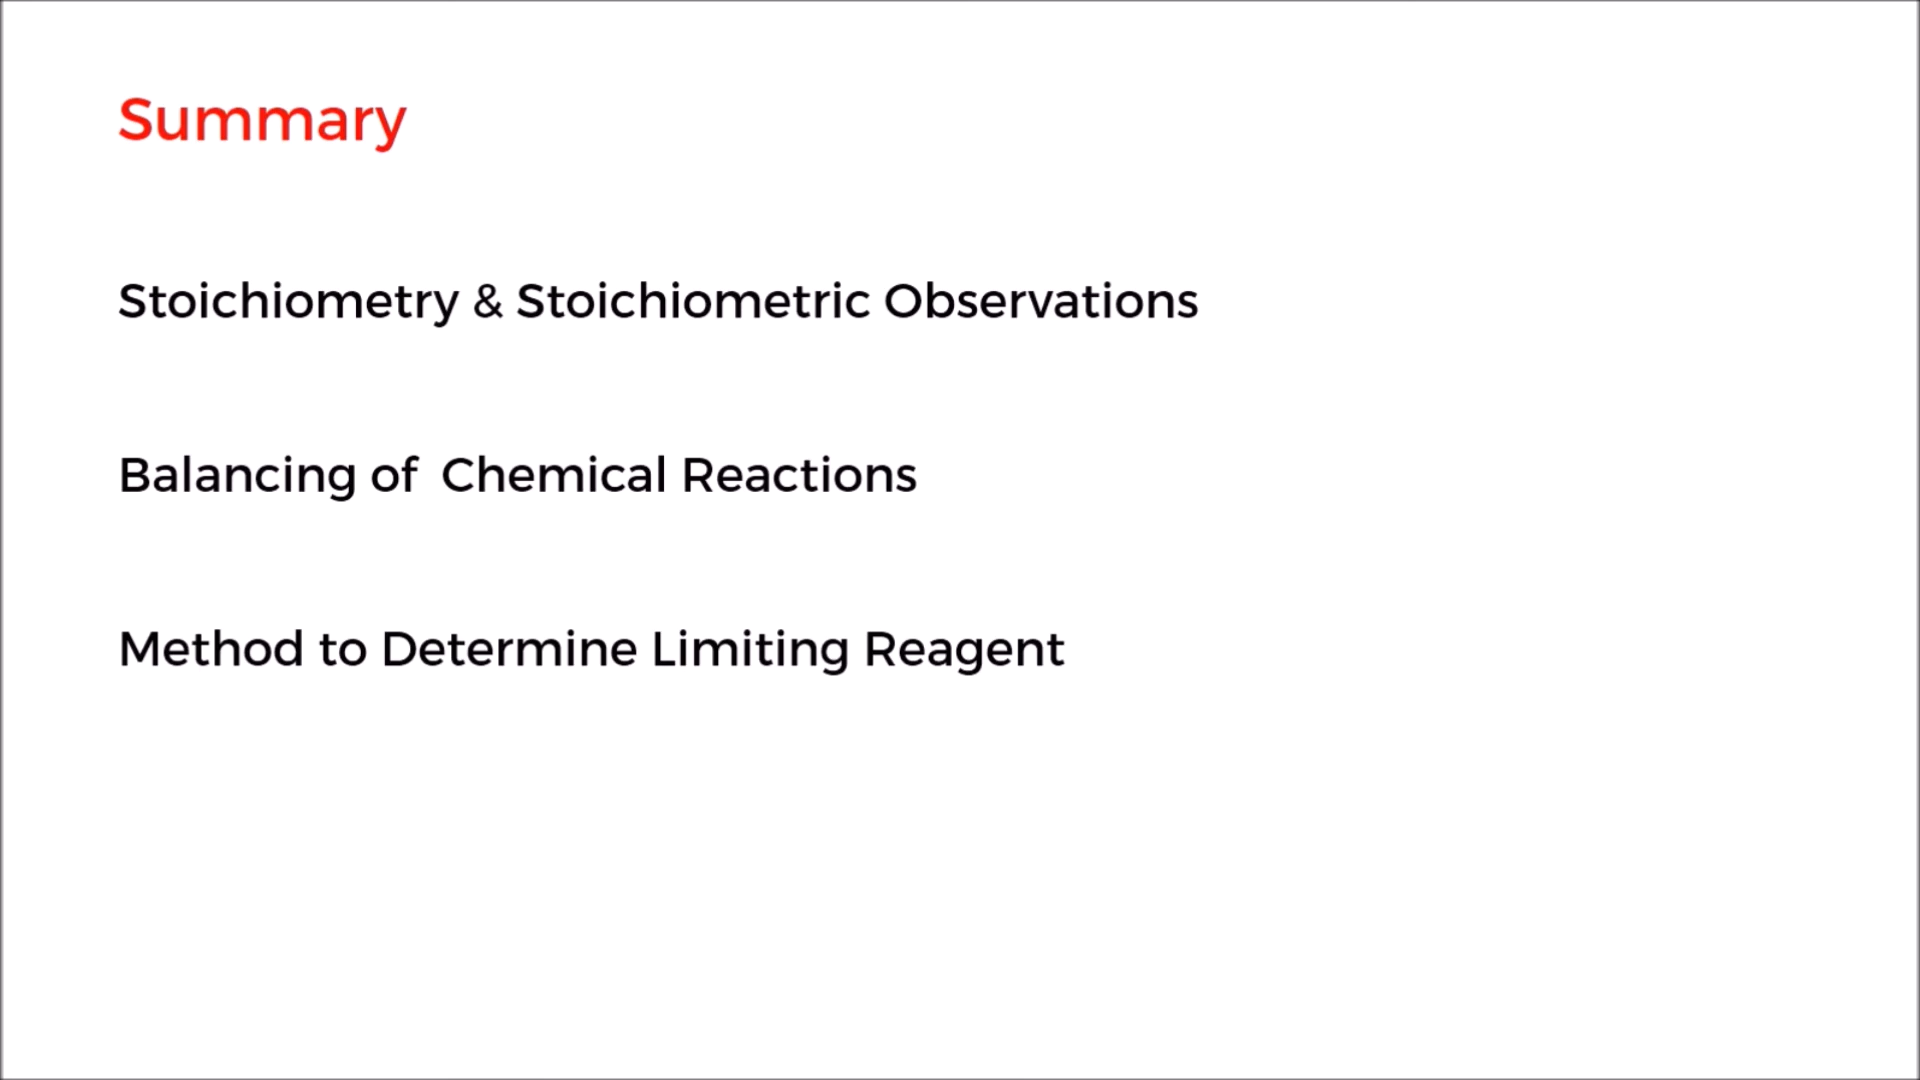 Summary
Stoichiometry & Stoichiometric Observations
Balancing of Chemical Reactions
Method to Determine Limiting Reagent